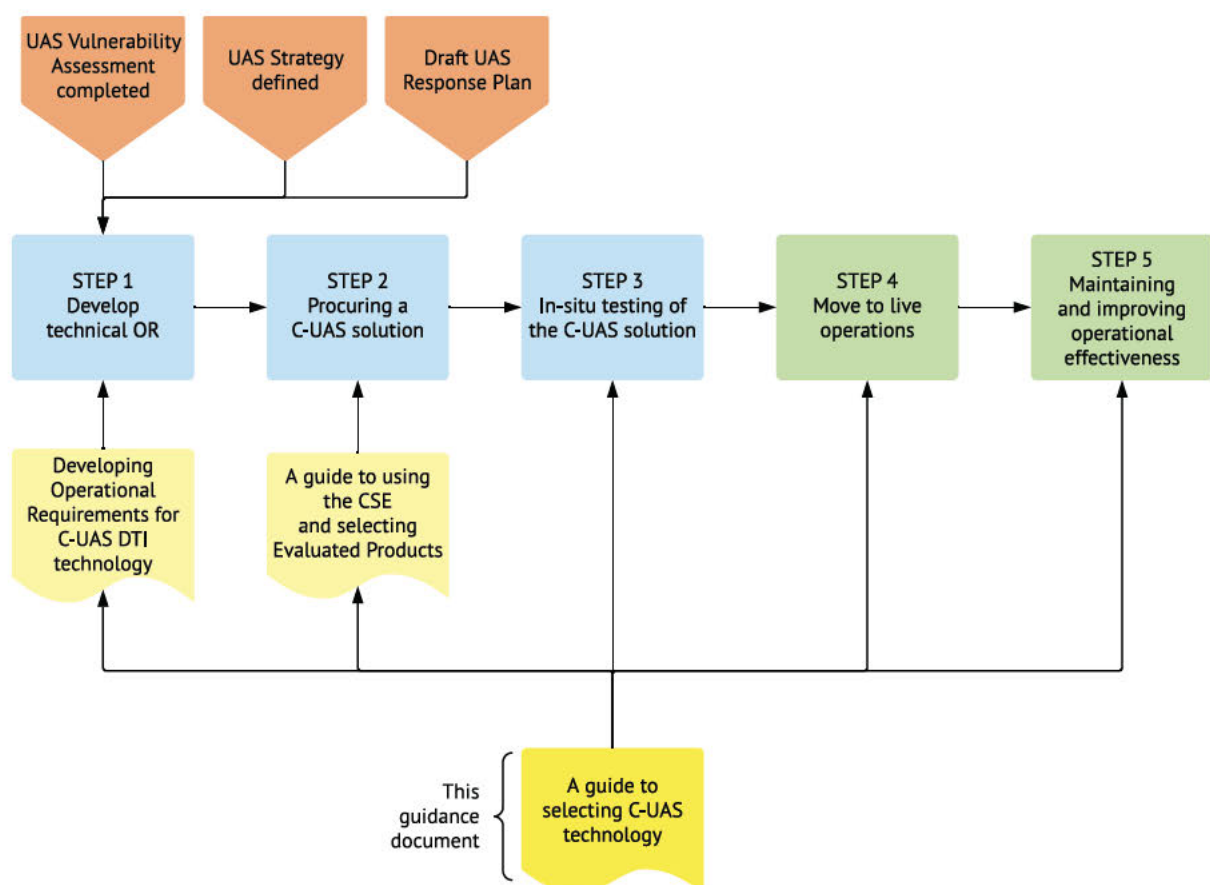 UAS Vulnerability
Assessment
completed
UAS Strategy
defined
Draft UAS
Response Plan
STEP 1
Develop
technical OR
STEP 2
Procuring a
C-UAS solution
STEP 3
In-situ testing of
the C-UAS solution
STEP 4
Move to live
operations
STEP 5
Maintaining
and improving
operational
effectiveness
Developing
Operational
Requirements for
C-UAS DTI
technology
A guide to using
the CSE
and selecting
Evaluated Products
This
guidance
document
A guide to
selecting C-UAS
technology